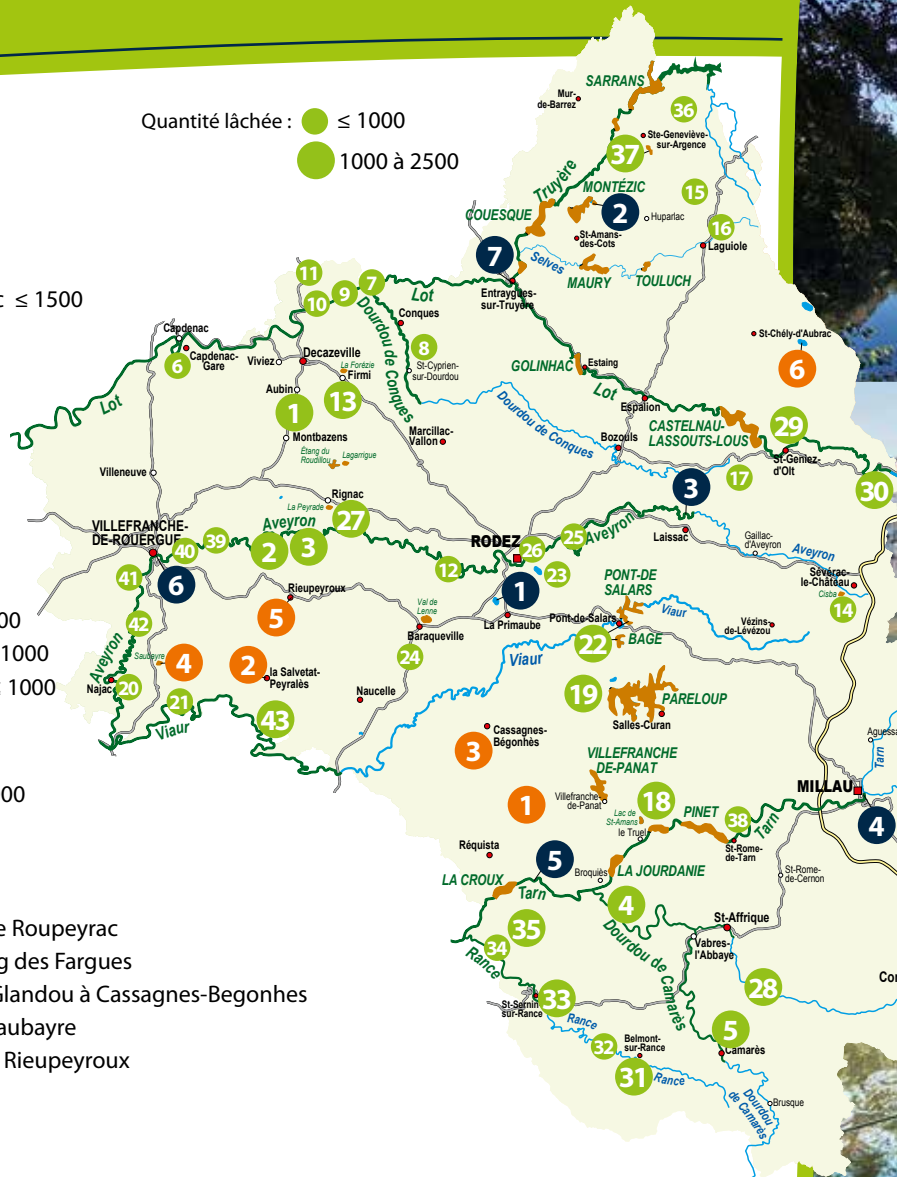 Quantité lâchée : ≤ 1000
1000 à 2500
c ≤ 1500
00
1000
1000
00
e Roupeyrac
g des Fargues
Glandou à Cassagnes-Begonhes
aubayre
Rieupeyroux
SARRANS
Mur-
de-Barrez
36
Ste-Geneviève-
sur-Argence
37
Truyère
MONTÉZIC
2
15
Huparlac
COUESQUE
St-Amans-
des-Cots
16
Laguiole
7
Selves
MAURY
TOULUCH
Entraygues-
sur-Truyère
11
10
9
7
Lot
Conques
Capdenac
6
Capdenac-
Gare
Viviez
Decazeville
La Forézie
Firmi
Dourdou de Conques
8
St-Cyprien-
sur-Dourdou
St-Chély-d'Aubrac
6
GOLINHAC
Estaing
Lot
Lot
Aubin
1
13
Espalion
Montbazens
Marcillac-
Vallon
Dourdou de Conques
Bozouls
CASTELNAU-
LASSOUTS-LOUS
29
St-Geniez-
d'Olt
Étang du
Roudillou
Lagarrigue
Villeneuve
17
30
3
Rignac
La Peyrade
27
VILLEFRANCHE-
DE-ROUERGUE
Aveyron
40
39
2
3
RODEZ
26
25
Aveyron
Laissac
Gaillac-
d'Aveyron
Aveyron
12
23
41
6
Sévérac-
le-Château
Cisba
14
Rieupeyroux
5
1
PONT-DE
SALARS
Val de
Lenne
La Primaube
Pont-de-Salars
Viaur
Vézins-
de-Lévézou
42
Baraqueville
22
BAGE
24
Viaur
Aveyron
Saubayre
4
2
la Salvetat-
Peyralès
Najac
20
21
Viaur
43
Naucelle
19
PARELOUP
Salles-Curan
Cassagnes-
Bégonhès
3
VILLEFRANCHE
DE-PANAT
Aguessa
Tarn
MILLAU
1
Villefranche-
de-Panat
18
Lac de
St-Amans
le Truel
PINET
38
Tarn
4
St-Rome-
de-Tarn
Réquista
5
Broquiès
LA JOURDANIE
St-Rome-
de-Cernon
LA CROUX
Tarn
4
St-Affrique
35
Dourdou de Camarès
Vabres-
l'Abbaye
34
Rance
28
Con
St-Sernin
sur-Rance
33
Rance
32
Belmont-
sur-Rance
5
Camarès
31
Rance
Dourdou
de Camarès
Brusque